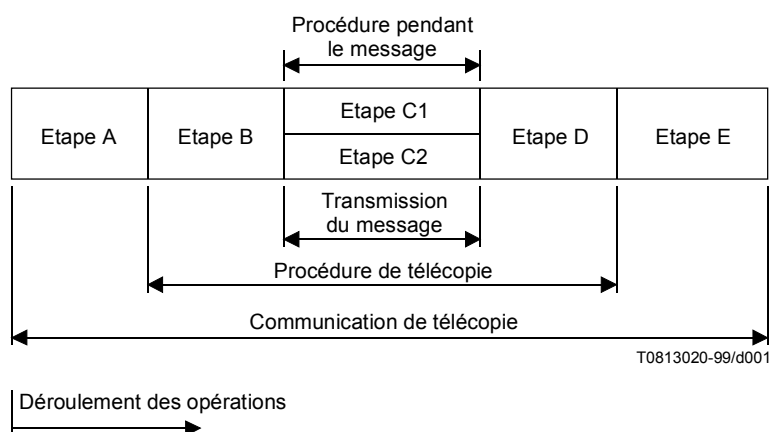 Procédure pendant
le message
Etape A
Etape B
Etape C1
Etape C2
Etape D
Etape E
Transmission
du message
Procédure de télécopie
Communication de télécopie
T0813020-99/d001
Déroulement des opérations